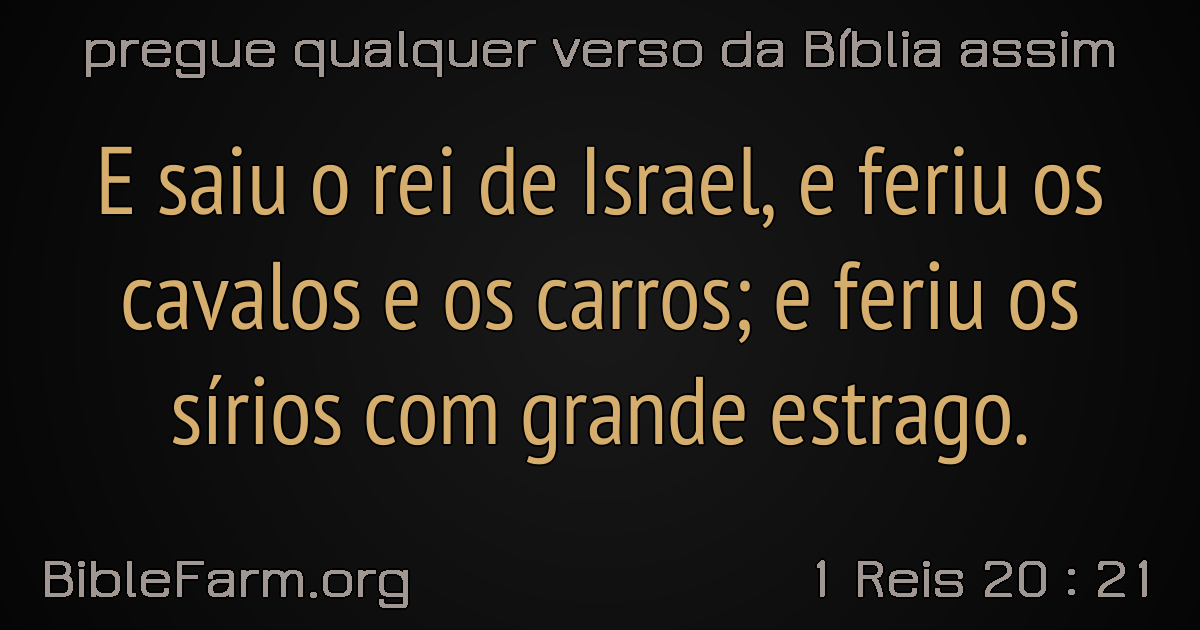 pregue qualquer verso da Bíblia assim
E saiu o rei de Israel, e feriu os
cavalos e os carros; e feriu os
sírios com grande estrago.
BibleFarm.org
1 Reis 20 : 21